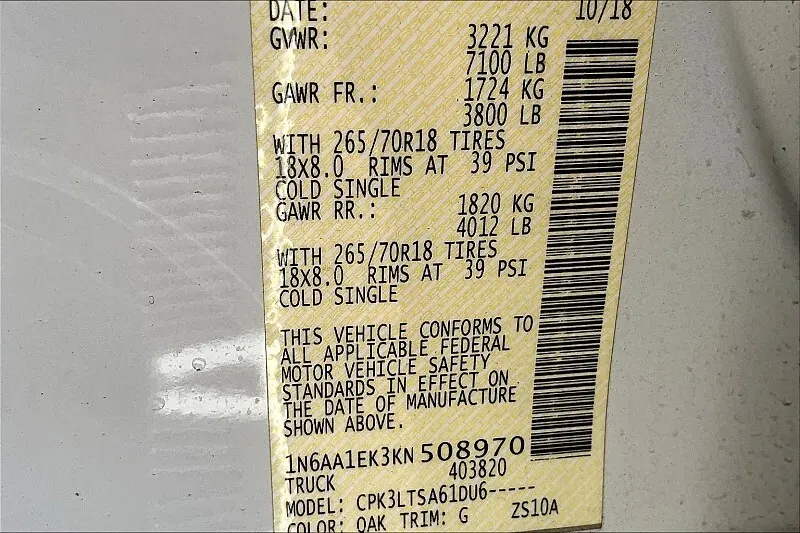 DATE: 10/18
GVWR: 3221 KG
7100 LB
GAWR FR.: 1724 KG
3800 LB
WITH 265/70R18 TIRES
18X8.0 RIMS AT 39 PSI
COLD SINGLE
GAWR RR.: 1820 KG
4012 LB
WITH 265/70R18 TIRES
18X8.0 RIMS AT 39 PSI
COLD SINGLE
THIS VEHICLE CONFORMS TO
ALL APPLICABLE FEDERAL
MOTOR VEHICLE SAFETY
STANDARDS IN EFFECT ON
THE DATE OF MANUFACTURE
SHOWN ABOVE.
1N6AA1EK3KN508970
TRUCK 403820
MODEL: CPK3LTSA61DU6-----
COLOR: QAK TRIM: G ZS10A